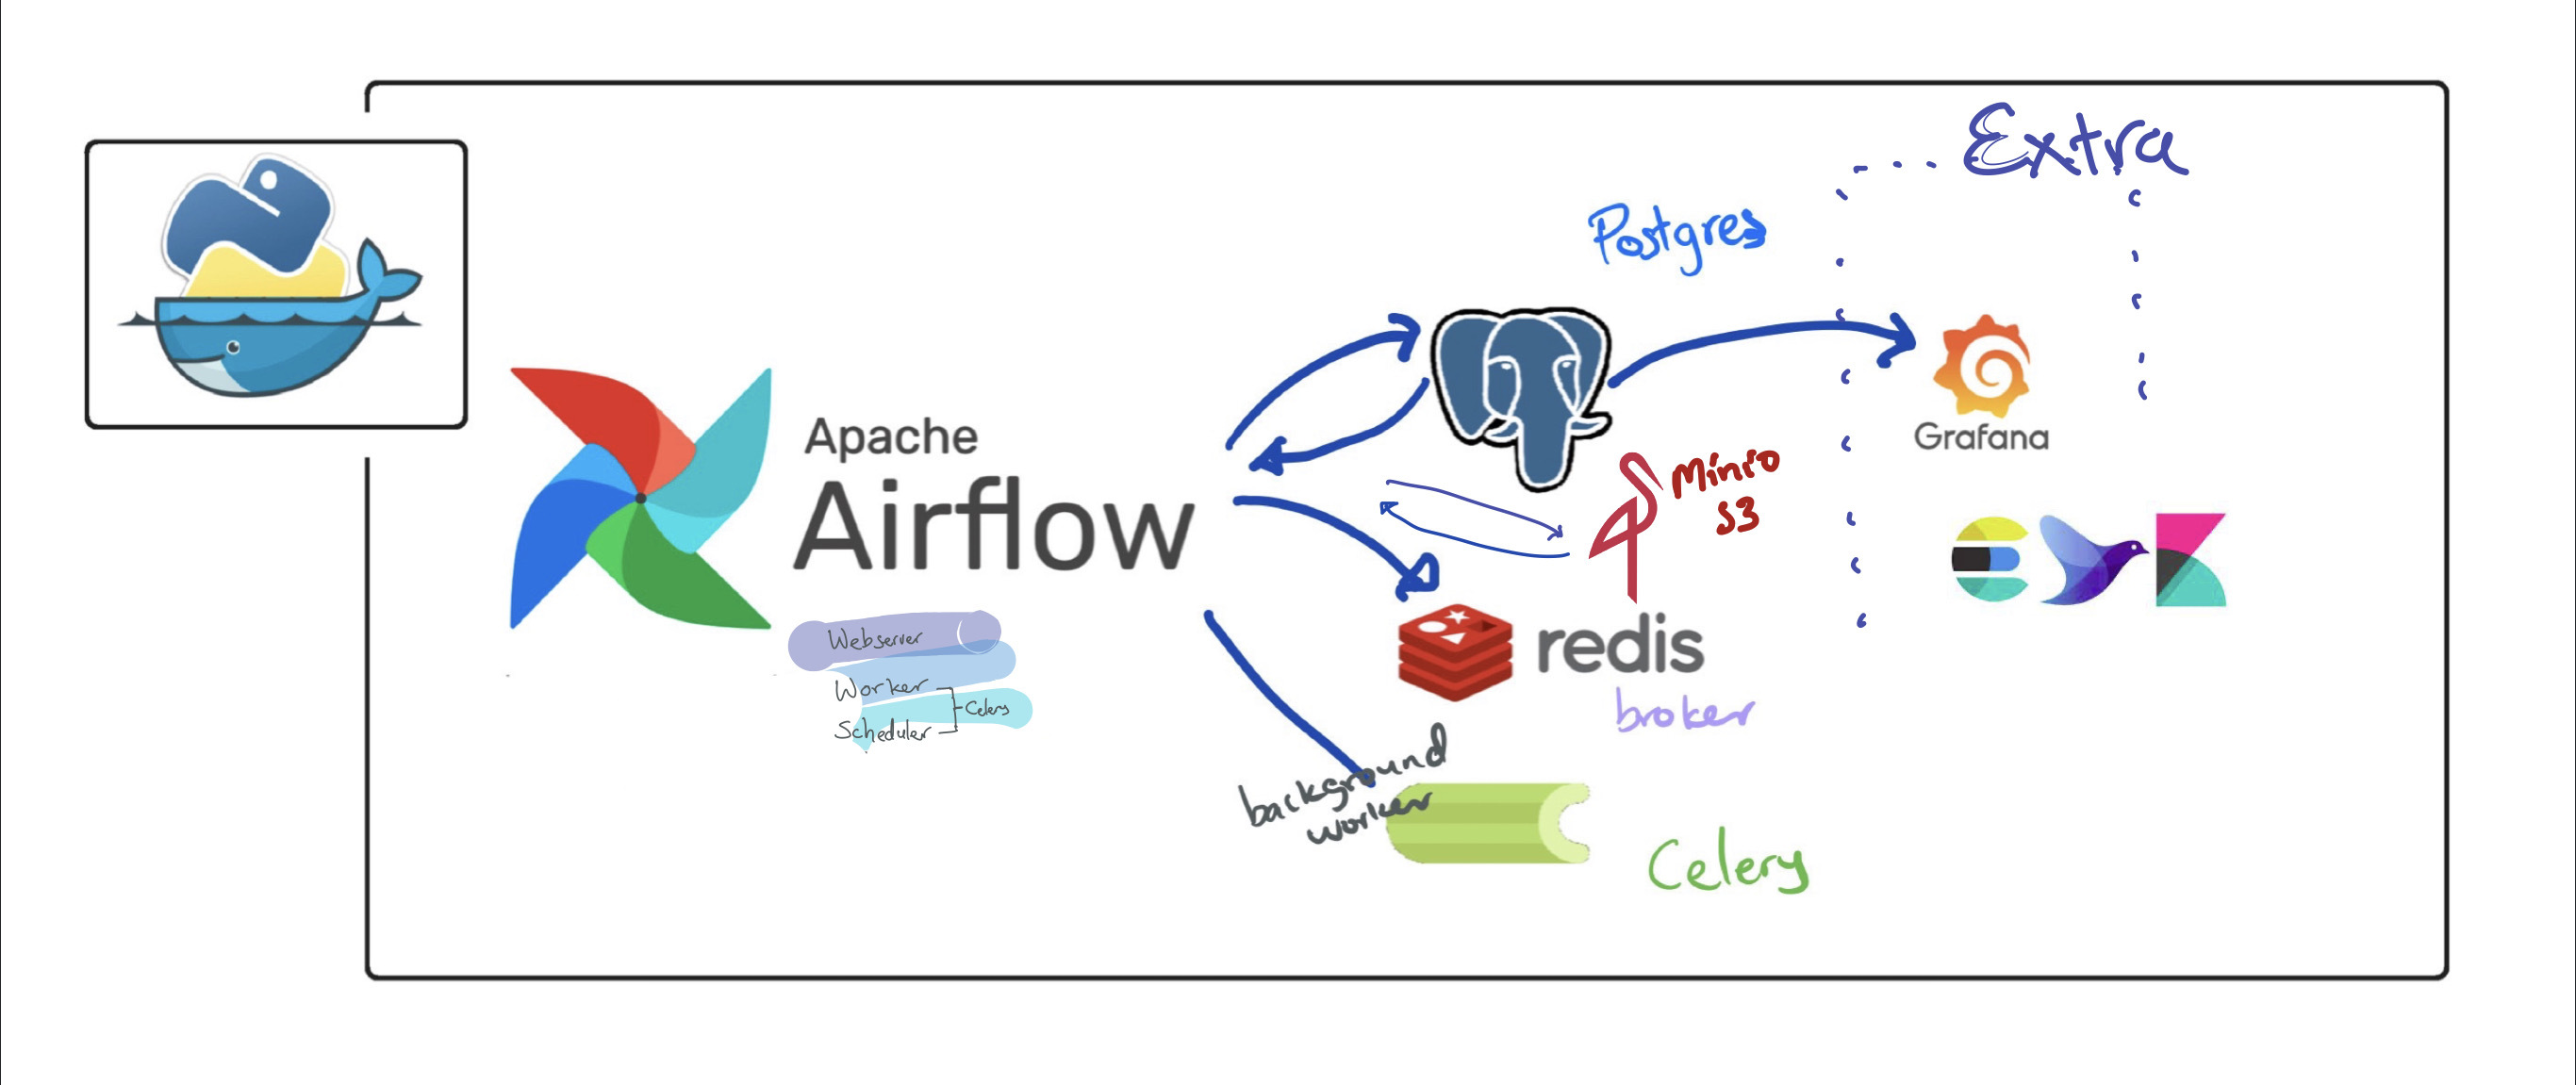 Extra
Postgres
Apache
Airflow
Grafana
Minio
S3
Webserver
Worker
Scheduler
Celery
redis
broker
background
worker
Celery